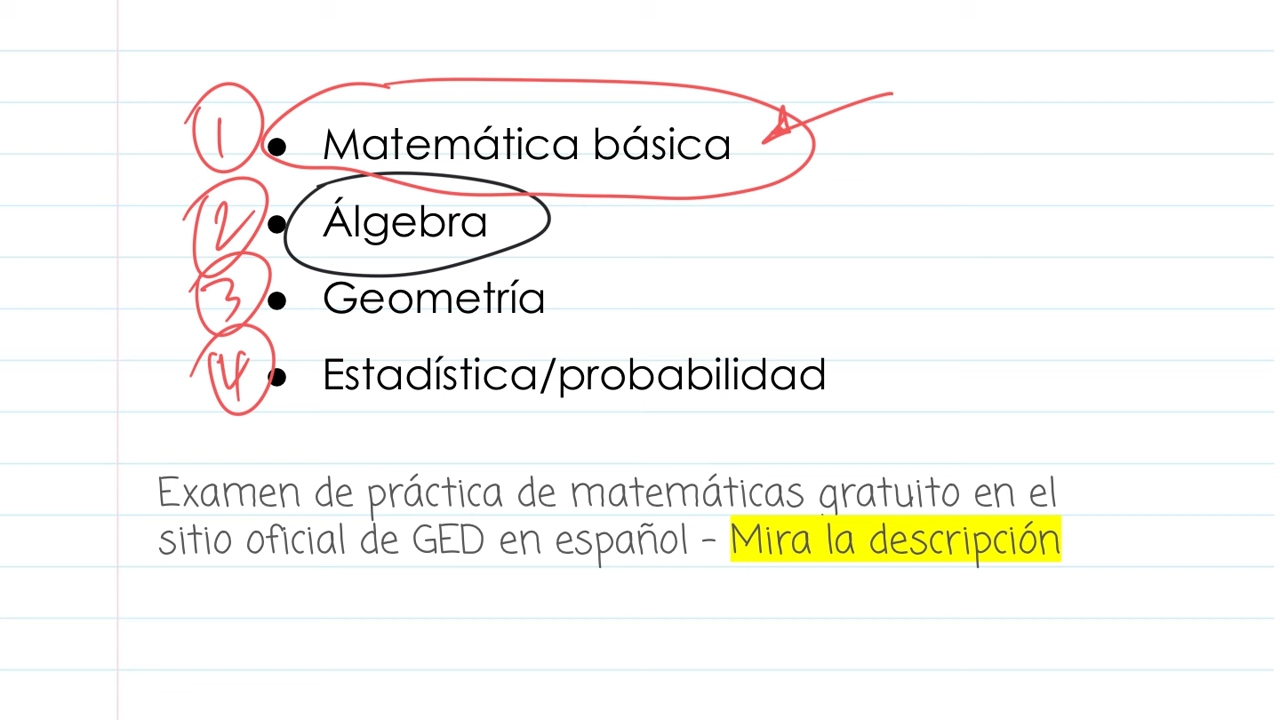 1 • Matemática básica
2 • Álgebra
3 • Geometría
4 • Estadística/probabilidad
Examen de práctica de matemáticas gratuito en el
sitio oficial de GED en español - Mira la descripción